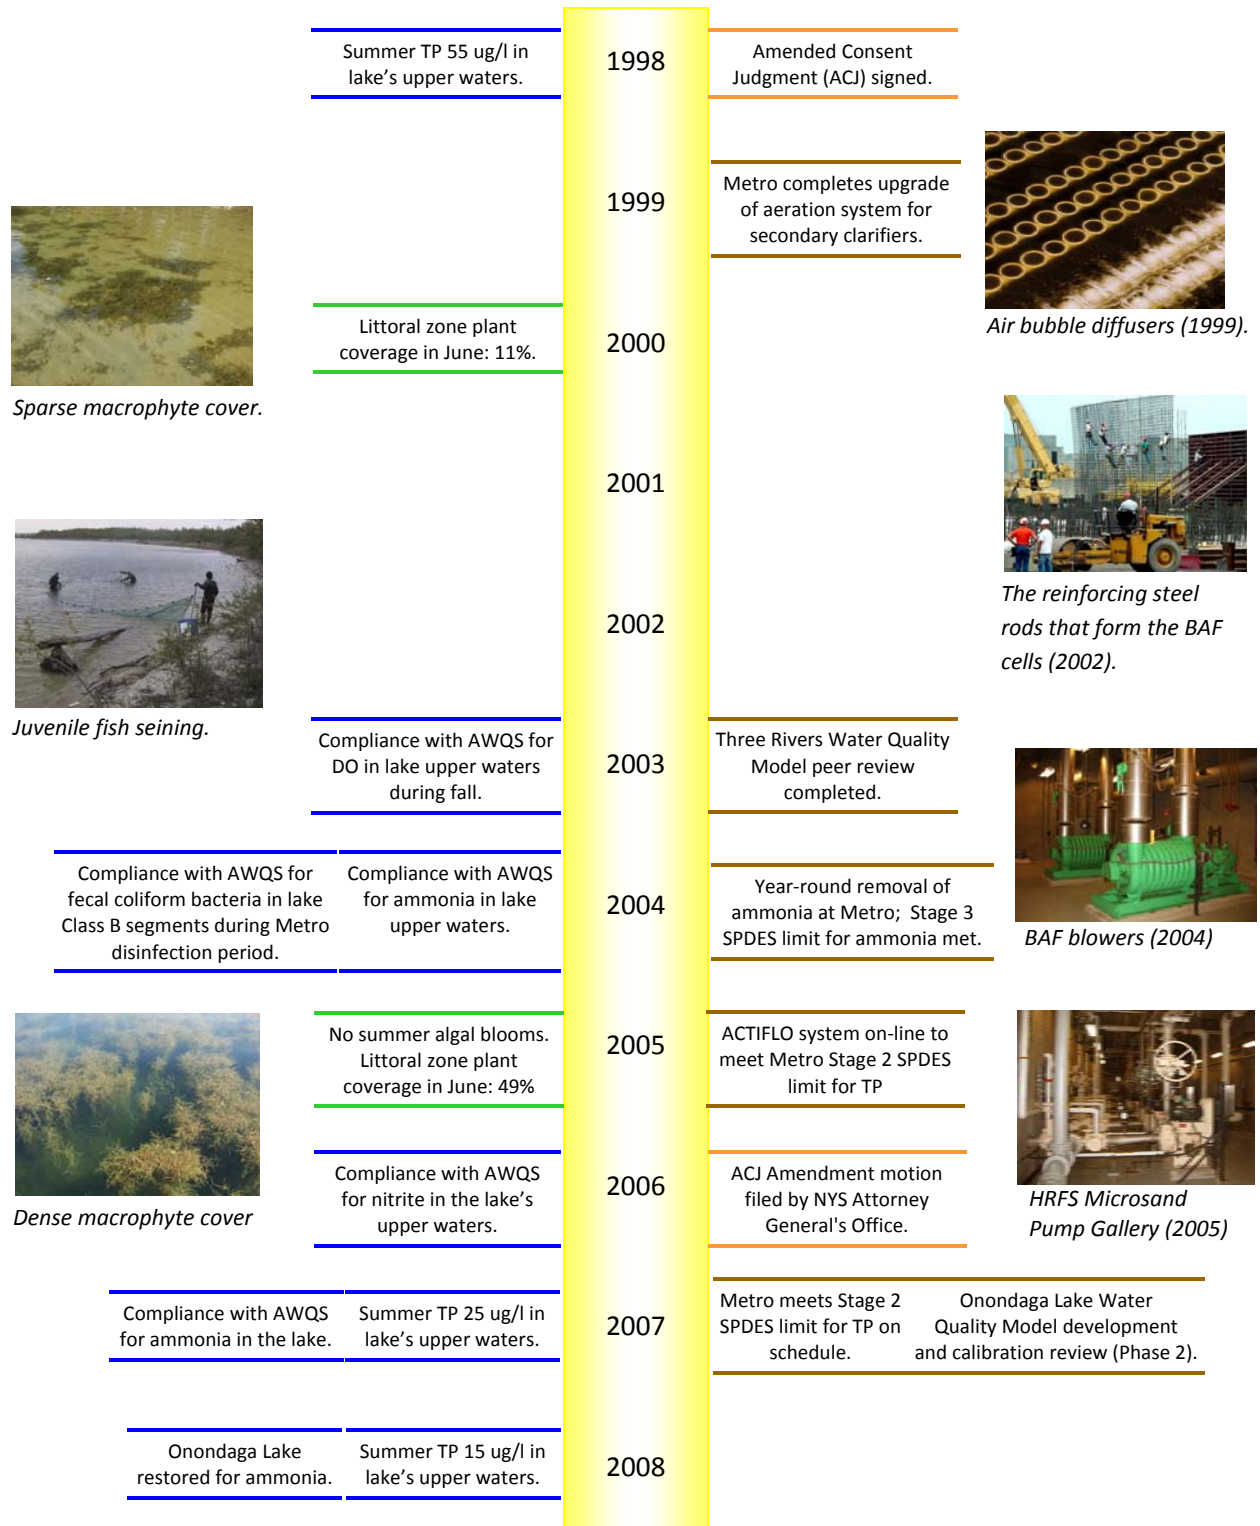 Summer TP 55 ug/l in
lake's upper waters.
1998
Amended Consent
Judgment (ACJ) signed.
1999
Metro completes upgrade
of aeration system for
secondary clarifiers.
Air bubble diffusers (1999).
Sparse macrophyte cover.
Littoral zone plant
coverage in June: 11%.
2000
2001
The reinforcing steel
rods that form the BAF
cells (2002).
Juvenile fish seining.
2002
Compliance with AWQS for
DO in lake upper waters
during fall.
2003
Three Rivers Water Quality
Model peer review
completed.
Compliance with AWQS for
fecal coliform bacteria in lake
Class B segments during Metro
disinfection period.
Compliance with AWQS
for ammonia in lake
upper waters.
2004
Year-round removal of
ammonia at Metro;  Stage 3
SPDES limit for ammonia met.
BAF blowers (2004)
No summer algal blooms.
Littoral zone plant
coverage in June: 49%
2005
ACTIFLO system on-line to
meet Metro Stage 2 SPDES
limit for TP
Dense macrophyte cover
Compliance with AWQS
for nitrite in the lake's
upper waters.
2006
ACJ Amendment motion
filed by NYS Attorney
General's Office.
HRFS Microsand
Pump Gallery (2005)
Compliance with AWQS
for ammonia in the lake.
Summer TP 25 ug/l in
lake's upper waters.
2007
Metro meets Stage 2
SPDES limit for TP on
schedule.
Onondaga Lake Water
Quality Model development
and calibration review (Phase 2).
Onondaga Lake
restored for ammonia.
Summer TP 15 ug/l in
lake's upper waters.
2008